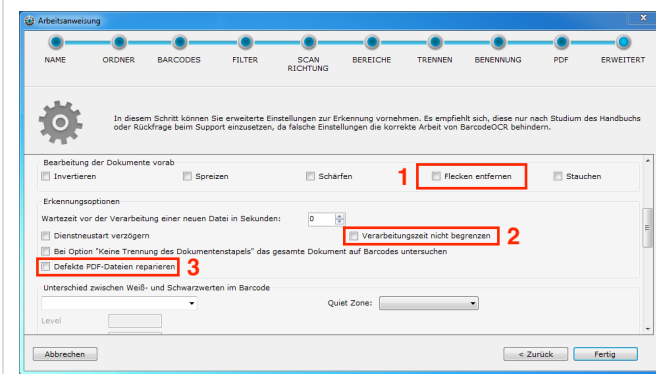 Arbeitsanweisung
X
NAME ORDNER BARCODES FILTER SCAN RICHTUNG BEREICHE TRENNEN BENENNUNG PDF ERWEITERT
In diesem Schritt können Sie erweiterte Einstellungen zur Erkennung vornehmen. Es empfiehlt sich, diese nur nach Studium des Handbuchs
oder Rückfrage beim Support einzusetzen, da falsche Einstellungen die korrekte Arbeit von BarcodeOCR behindern.
Bearbeitung der Dokumente vorab
Invertieren Spreizen Schärfen 1 Flecken entfernen Stauchen
Erkennungsoptionen
Wartezeit vor der Verarbeitung einer neuen Datei in Sekunden: 0
Dienstneustart verzögern Verarbeitungszeit nicht begrenzen 2
Bei Option "Keine Trennung des Dokumentenstapels" das gesamte Dokument auf Barcodes untersuchen
Defekte PDF-Dateien reparieren 3
Unterschied zwischen Weiß- und Schwarzwerten im Barcode
Quiet Zone:
Level
Abbrechen < Zurück Fertig